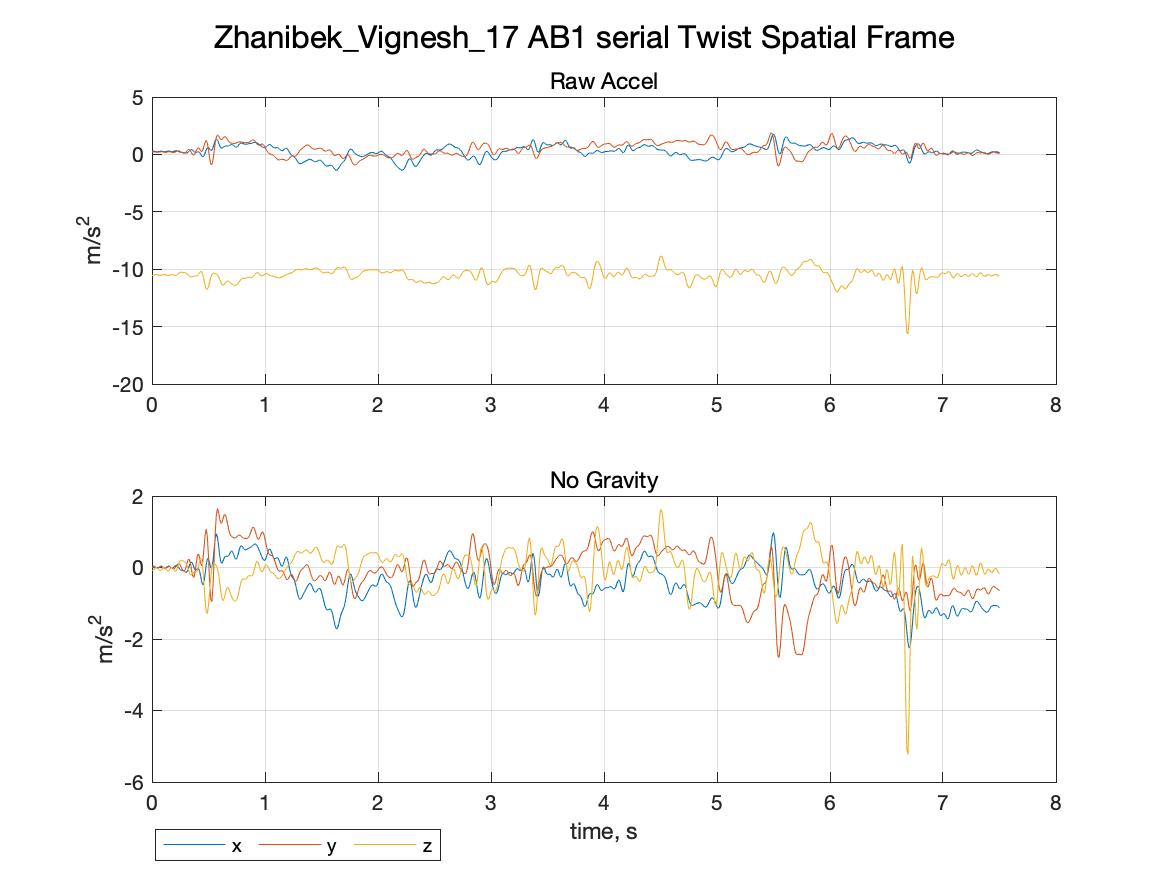 Zhanibek_Vignesh_17 AB1 serial Twist Spatial Frame
Raw Accel
5
0
-5
-10
-15
-20
m/s²
0 1 2 3 4 5 6 7 8
No Gravity
2
0
-2
-4
-6
m/s²
0 1 2 3 4 5 6 7 8
time, s
x y z